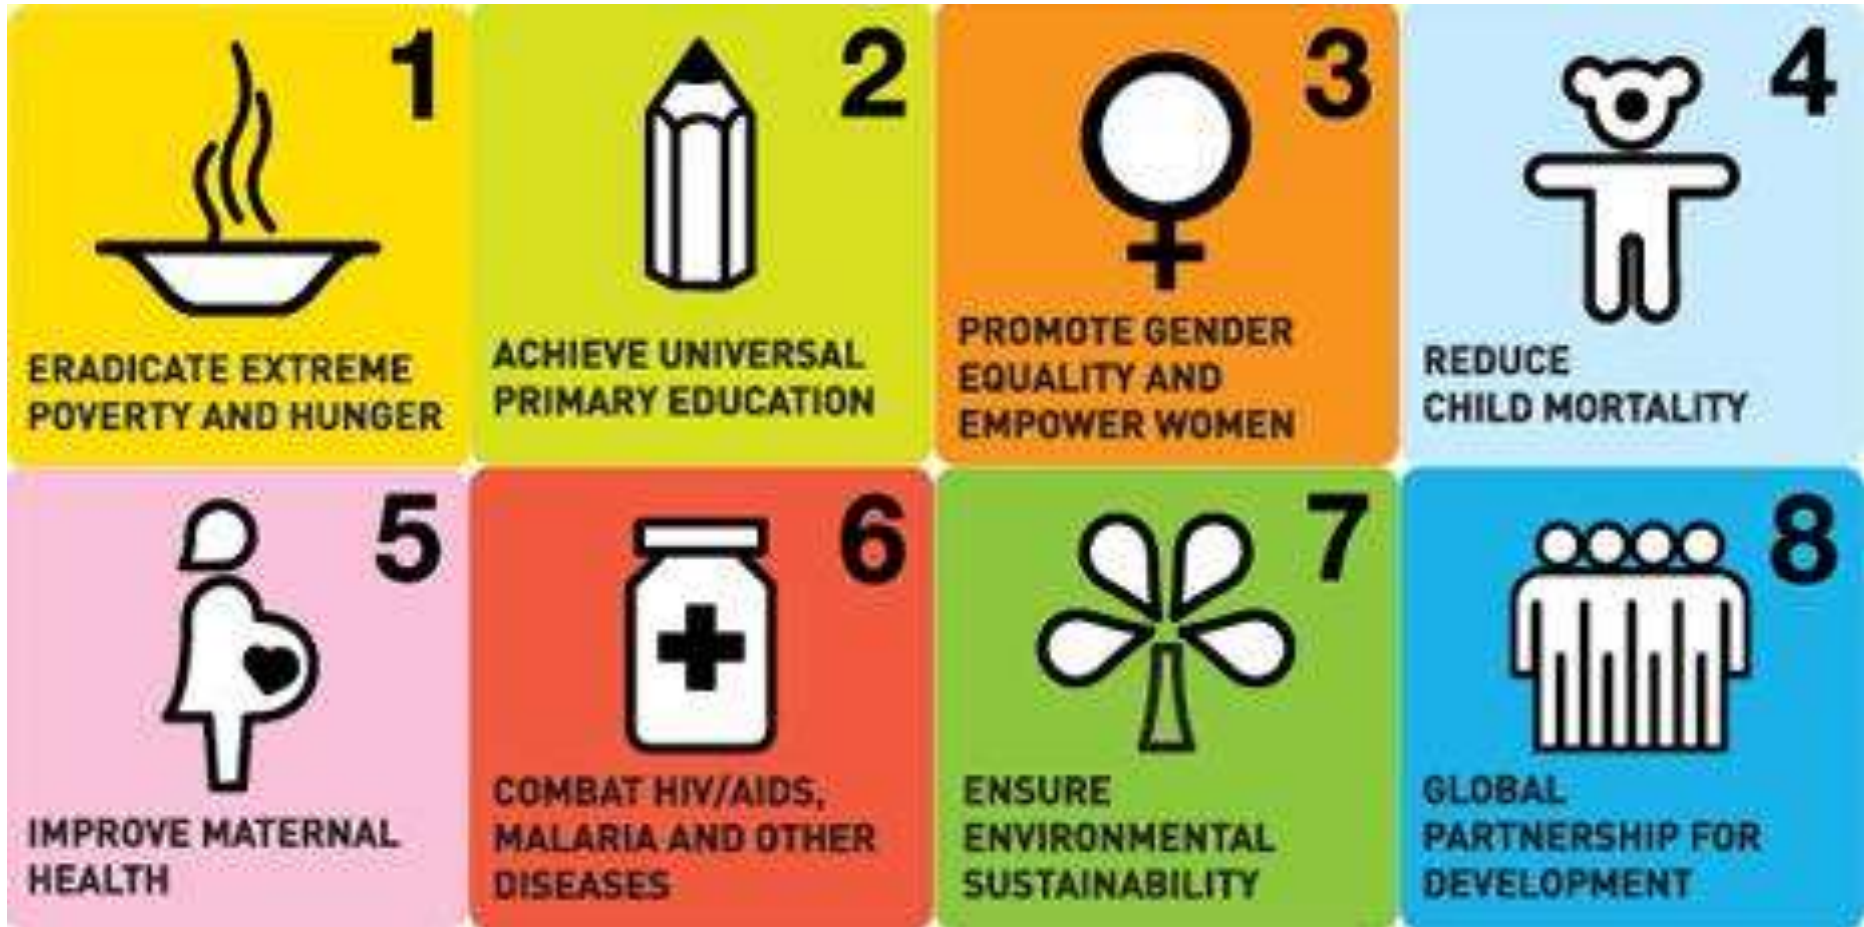 1
ERADICATE EXTREME
POVERTY AND HUNGER
2
ACHIEVE UNIVERSAL
PRIMARY EDUCATION
3
PROMOTE GENDER
EQUALITY AND
EMPOWER WOMEN
4
REDUCE
CHILD MORTALITY
5
IMPROVE MATERNAL
HEALTH
6
COMBAT HIV/AIDS,
MALARIA AND OTHER
DISEASES
7
ENSURE
ENVIRONMENTAL
SUSTAINABILITY
8
GLOBAL
PARTNERSHIP FOR
DEVELOPMENT